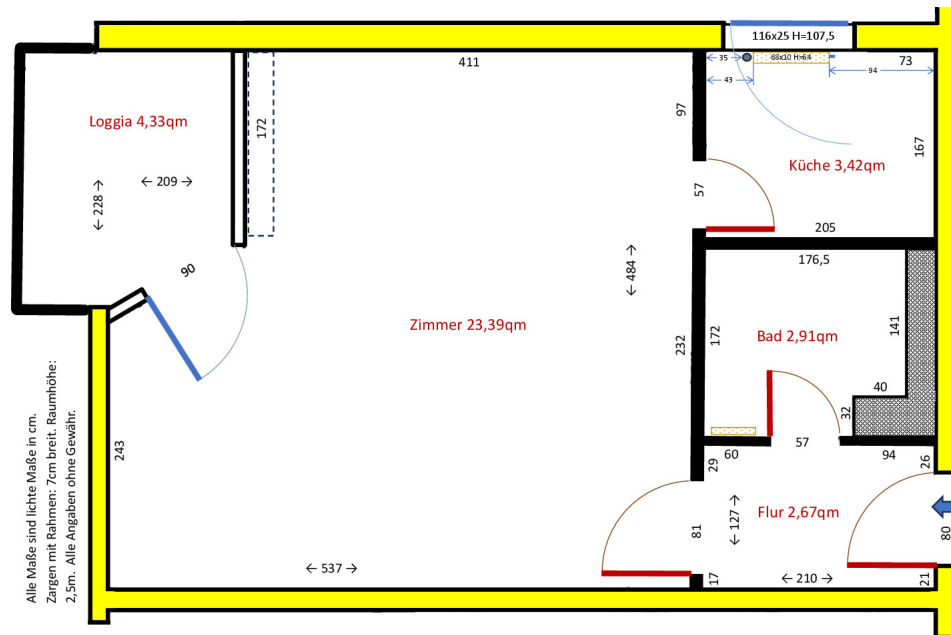 116x25 H=107,5
411
35
68x10 H=64
73
43
94
172
97
Loggia 4,33qm
167
Küche 3,42qm
← 209 →
← 228 →
57
205
90
← 484 →
176,5
Zimmer 23,39qm
232
172
Bad 2,91qm
141
40
32
Alle Maße sind lichte Maße in cm.
Zargen mit Rahmen: 7cm breit. Raumhöhe:
2,5m. Alle Angaben ohne Gewähr.
243
60
57
94
29
26
← 127 →
Flur 2,67qm
81
80
← 537 →
17
← 210 →
21